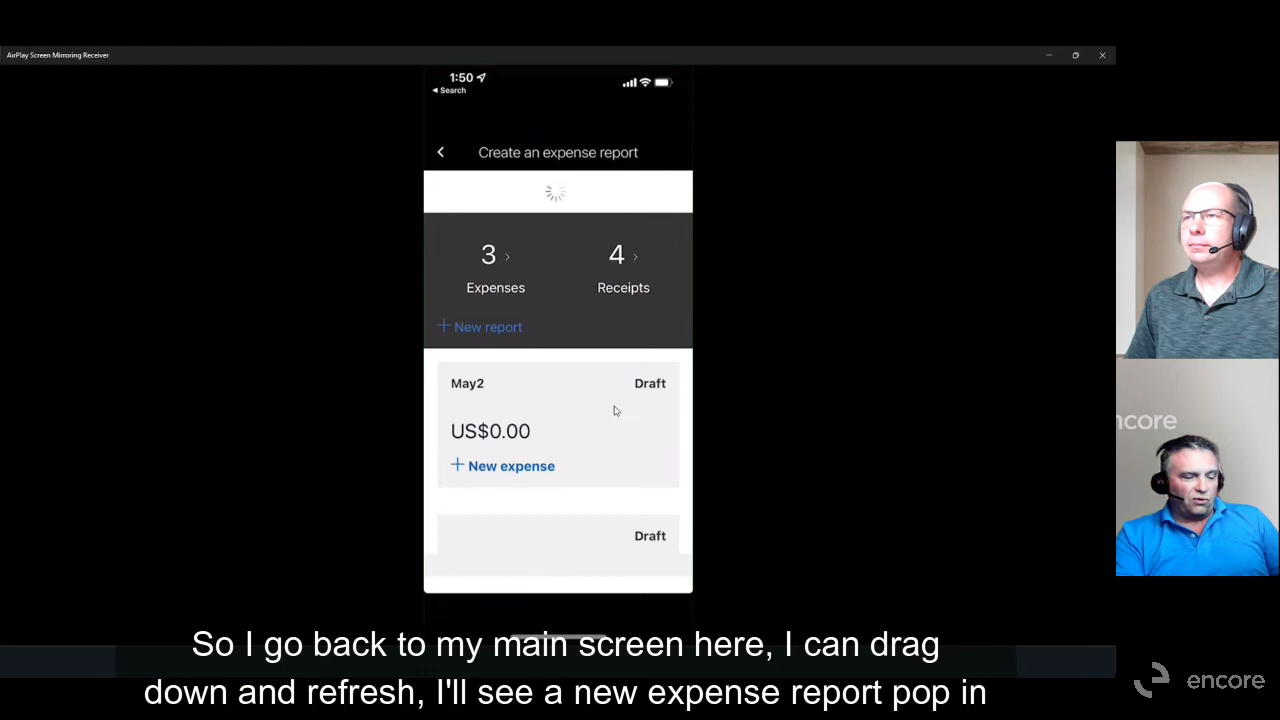 AirPlay Screen Mirroring Receiver
1:50
Search
Create an expense report
3
4
Expenses
Receipts
New report
May2
Draft
US$0.00
New expense
Draft
ncore
So I go back to my main screen here, I can drag
down and refresh, I'll see a new expense report pop in
encore